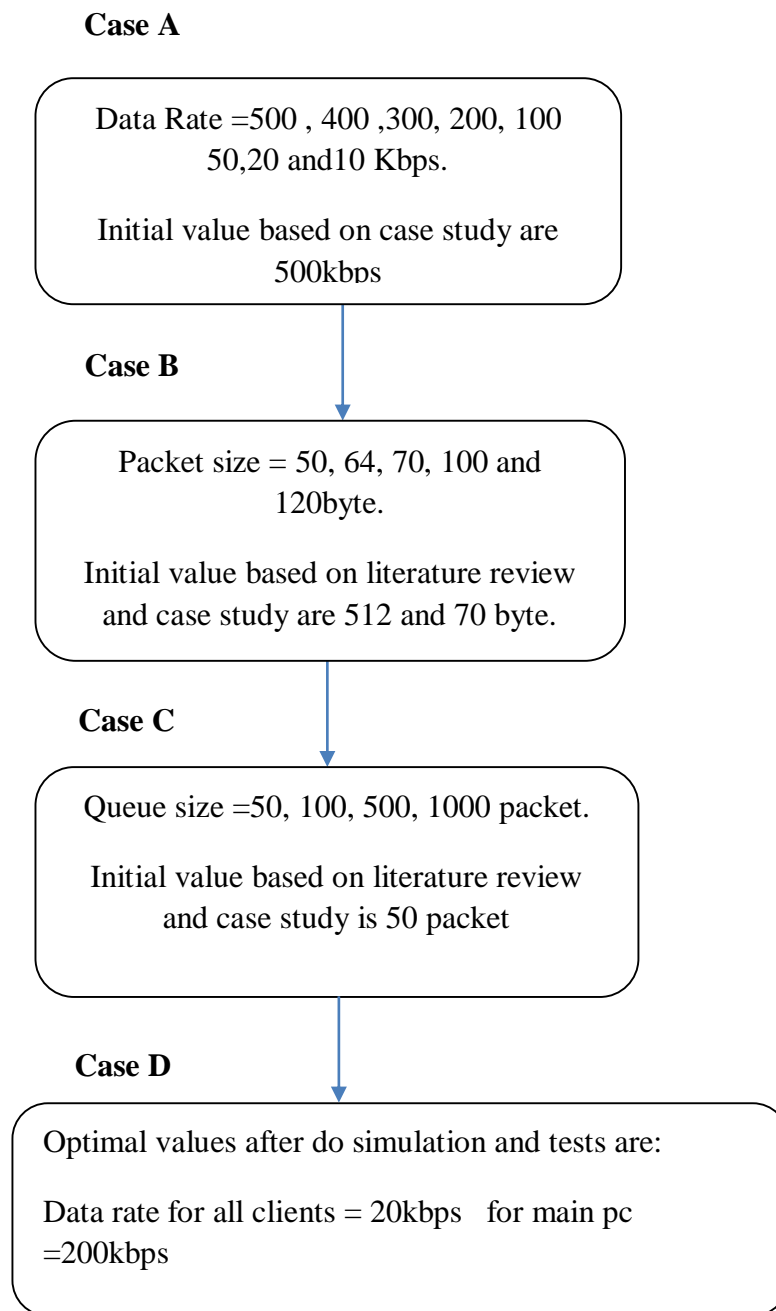 Case A
Data Rate =500 , 400 ,300, 200, 100
50,20 and10 Kbps.
Initial value based on case study are
500kbps
Case B
Packet size = 50, 64, 70, 100 and
120byte.
Initial value based on literature review
and case study are 512 and 70 byte.
Case C
Queue size =50, 100, 500, 1000 packet.
Initial value based on literature review
and case study is 50 packet
Case D
Optimal values after do simulation and tests are:
Data rate for all clients = 20kbps for main pc
=200kbps